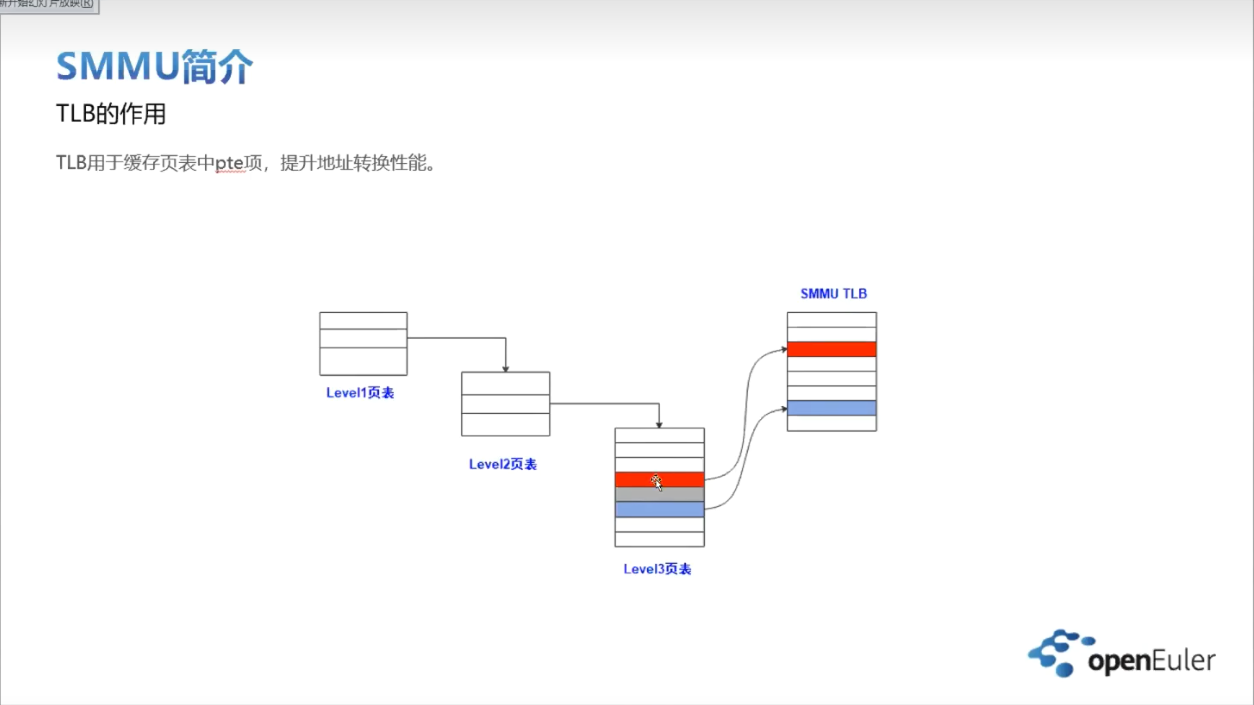 新开始幻灯片放映(R)
SMMU简介
TLB的作用
TLB用于缓存页表中pte项，提升地址转换性能。
SMMU TLB
Level1页表
Level2页表
Level3页表
openEuler